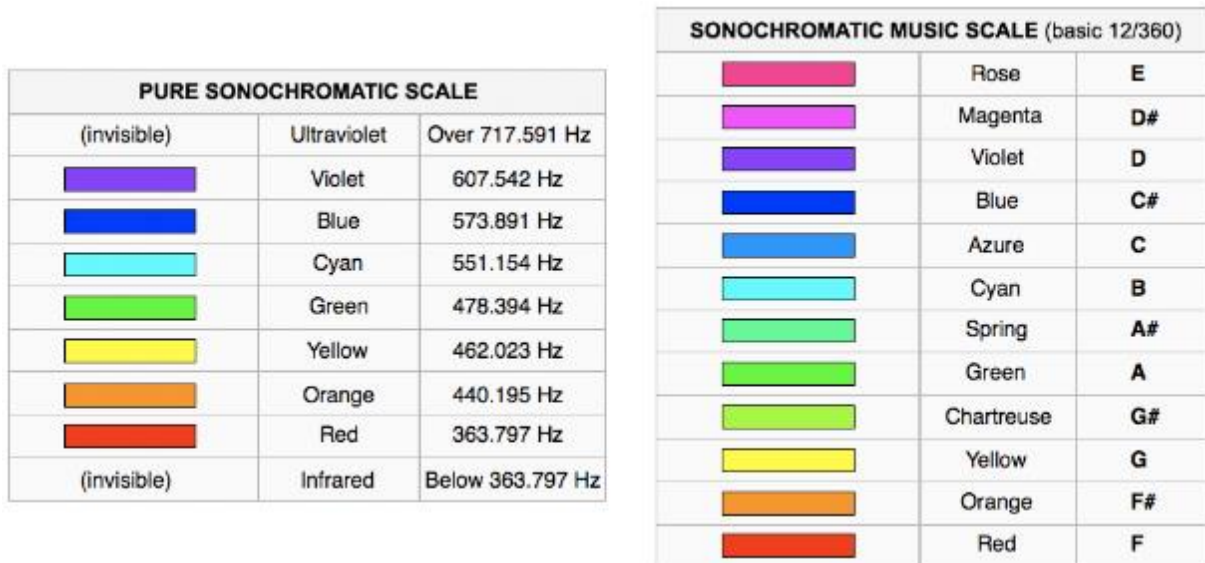 PURE SONOCHROMATIC SCALE
(invisible) Ultraviolet Over 717.591 Hz
Violet 607.542 Hz
Blue 573.891 Hz
Cyan 551.154 Hz
Green 478.394 Hz
Yellow 462.023 Hz
Orange 440.195 Hz
Red 363.797 Hz
(invisible) Infrared Below 363.797 Hz
SONOCHROMATIC MUSIC SCALE (basic 12/360)
Rose E
Magenta D#
Violet D
Blue C#
Azure C
Cyan B
Spring A#
Green A
Chartreuse G#
Yellow G
Orange F#
Red F